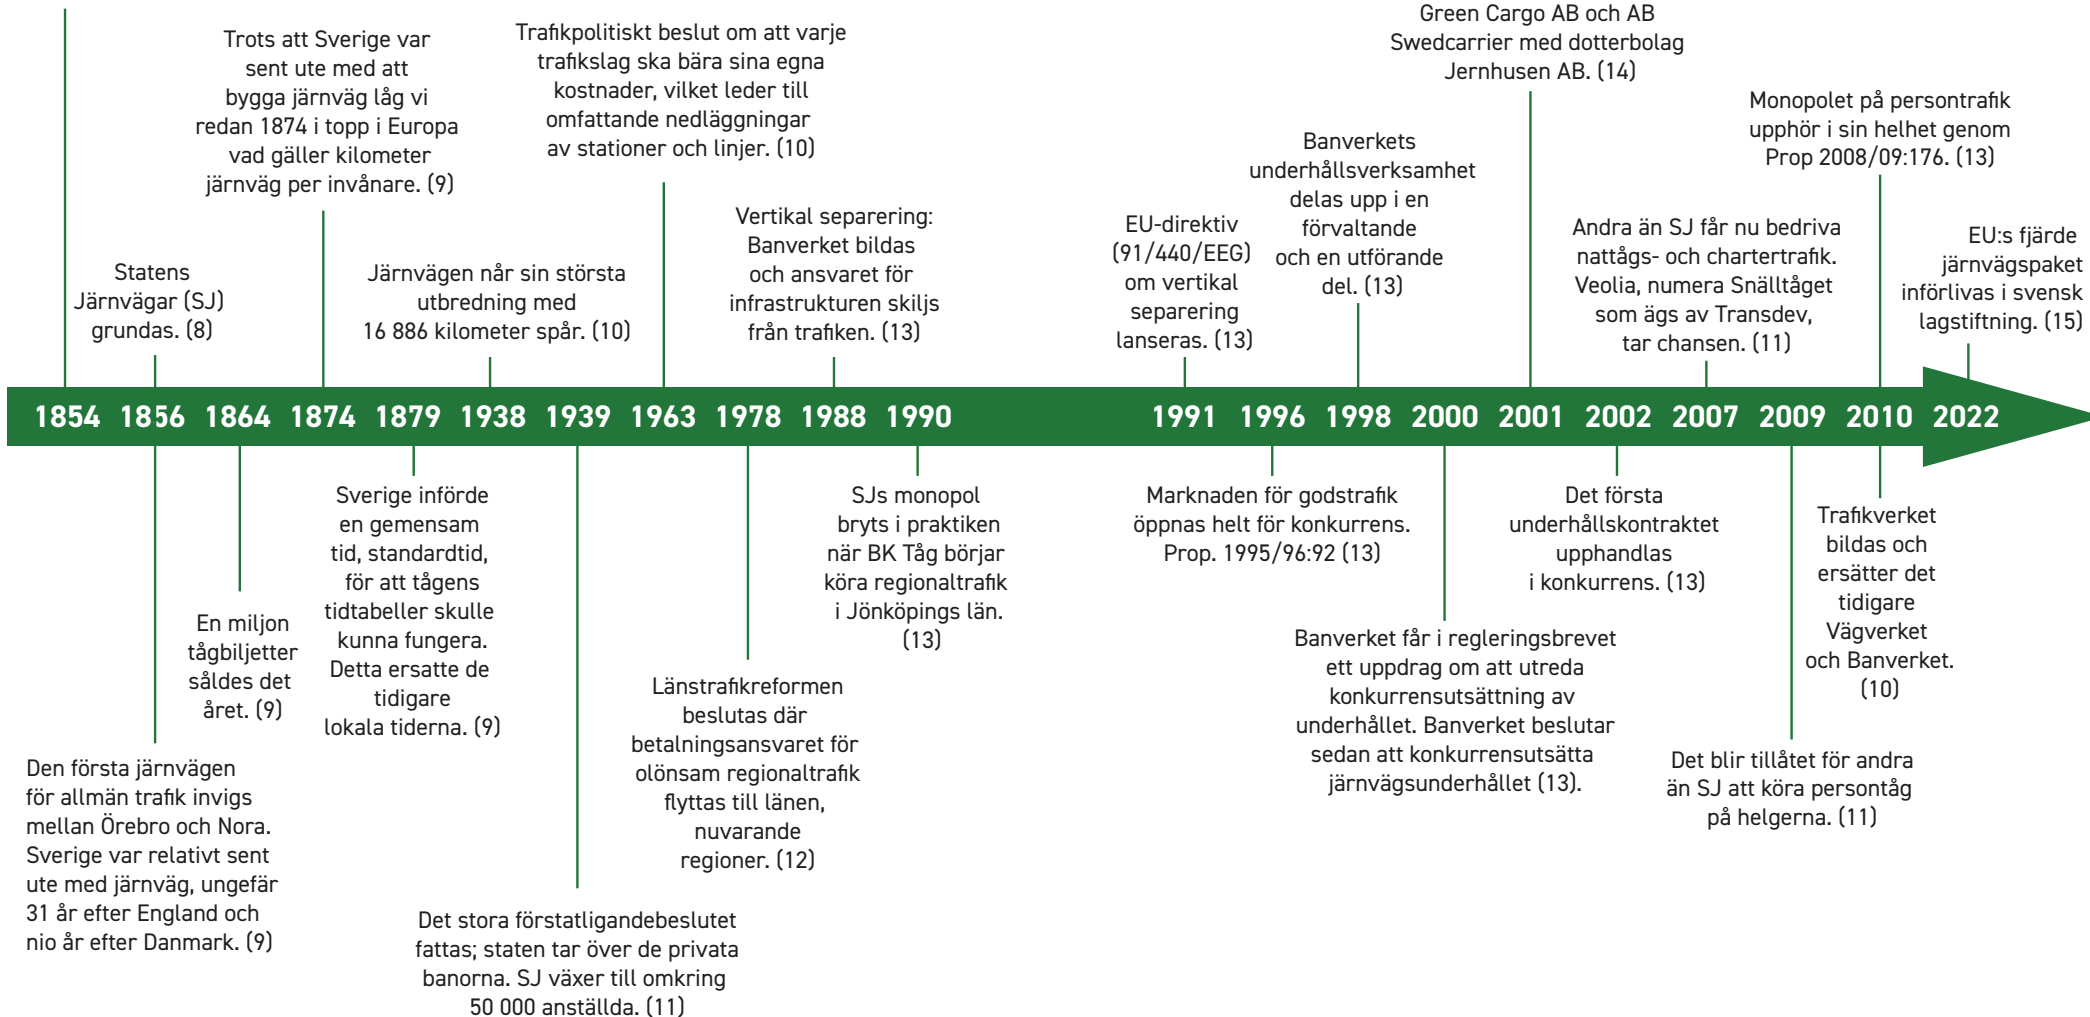 Trots att Sverige var
sent ute med att
bygga järnväg låg vi
redan 1874 i topp i Europa
vad gäller kilometer
järnväg per invånare. (9)
Trafikpolitiskt beslut om att varje
trafikslag ska bära sina egna
kostnader, vilket leder till
omfattande nedläggningar
av stationer och linjer. (10)
Green Cargo AB och AB
Swedcarrier med dotterbolag
Jernhusen AB. (14)
Monopolet på persontrafik
upphör i sin helhet genom
Prop 2008/09:176. (13)
Statens
Järnvägar (SJ)
grundas. (8)
Järnvägen når sin största
utbredning med
16 886 kilometer spår. (10)
Vertikal separering:
Banverket bildas
och ansvaret för
infrastrukturen skiljs
från trafiken. (13)
EU-direktiv
(91/440/EEG)
om vertikal
separering
lanseras. (13)
Banverkets
underhållsverksamhet
delas upp i en
förvaltande
och en utförande
del. (13)
Andra än SJ får nu bedriva
nattågs- och chartertrafik.
Veolia, numera Snälltåget
som ägs av Transdev,
tar chansen. (11)
EU:s fjärde
järnvägspaket
införlivas i svensk
lagstiftning. (15)
1854 1856 1864 1874 1879 1938 1939 1963 1978 1988 1990 1991 1996 1998 2000 2001 2002 2007 2009 2010 2022
Den första järnvägen
för allmän trafik invigs
mellan Örebro och Nora.
Sverige var relativt sent
ute med järnväg, ungefär
31 år efter England och
nio år efter Danmark. (9)
En miljon
tågbiljetter
såldes det
året. (9)
Sverige införde
en gemensam
tid, standardtid,
för att tågens
tidtabeller skulle
kunna fungera.
Detta ersatte de
tidigare
lokala tiderna. (9)
Det stora förstatligandebeslutet
fattas; staten tar över de privata
banorna. SJ växer till omkring
50 000 anställda. (11)
Länstrafikreformen
beslutas där
betalningsansvaret för
olönsam regionaltrafik
flyttas till länen,
nuvarande
regioner. (12)
SJs monopol
bryts i praktiken
när BK Tåg börjar
köra regionaltrafik
i Jönköpings län.
(13)
Marknaden för godstrafik
öppnas helt för konkurrens.
Prop. 1995/96:92 (13)
Banverket får i regleringsbrevet
ett uppdrag om att utreda
konkurrensutsättning av
underhållet. Banverket beslutar
sedan att konkurrensutsätta
järnvägsunderhållet (13).
Det första
underhållskontraktet
upphandlas
i konkurrens. (13)
Det blir tillåtet för andra
än SJ att köra persontåg
på helgerna. (11)
Trafikverket
bildas och
ersätter det
tidigare
Vägverket
och Banverket.
(10)